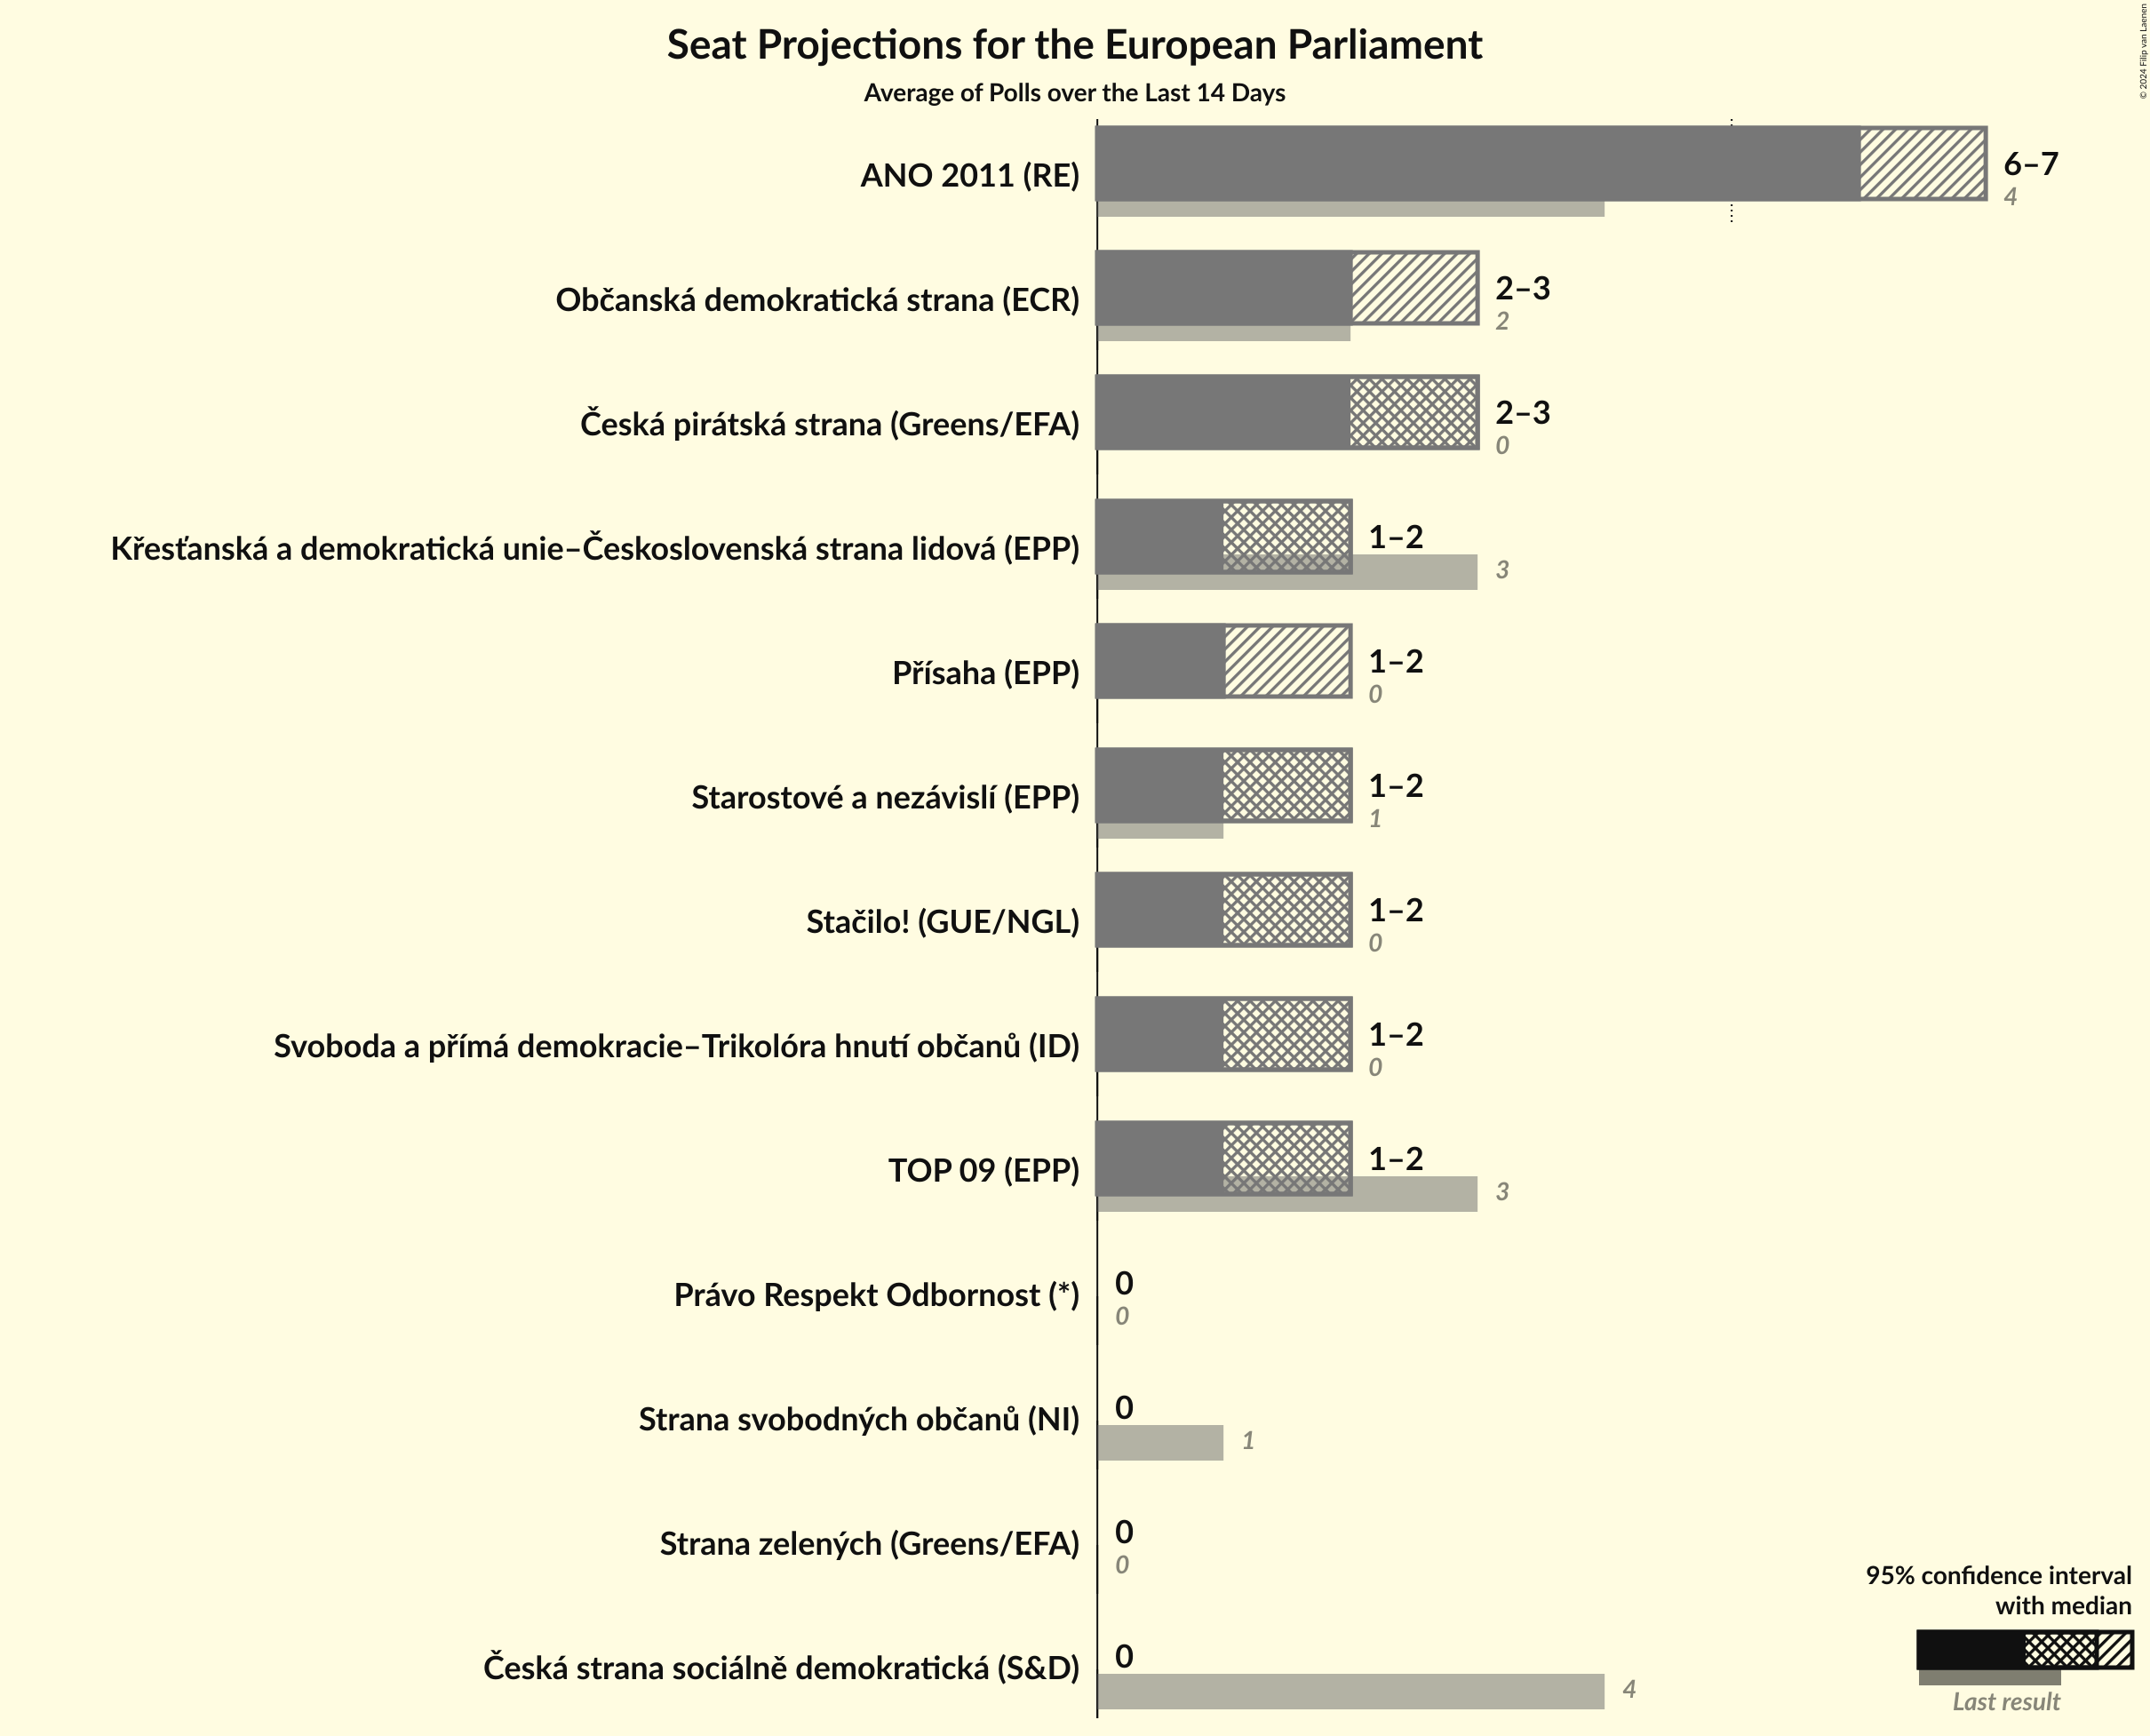 Seat Projections for the European Parliament
Average of Polls over the Last 14 Days
© 2024 Filip van Laenen
ANO 2011 (RE)
6–7
4
Občanská demokratická strana (ECR)
2–3
2
Česká pirátská strana (Greens/EFA)
2–3
0
Křesťanská a demokratická unie–Československá strana lidová (EPP)
1–2
3
Přísaha (EPP)
1–2
0
Starostové a nezávislí (EPP)
1–2
1
Stačilo! (GUE/NGL)
1–2
0
Svoboda a přímá demokracie–Trikolóra hnutí občanů (ID)
1–2
0
TOP 09 (EPP)
1–2
3
Právo Respekt Odbornost (*)
0
0
Strana svobodných občanů (NI)
0
1
Strana zelených (Greens/EFA)
0
0
Česká strana sociálně demokratická (S&D)
0
4
95% confidence interval
with median
Last result